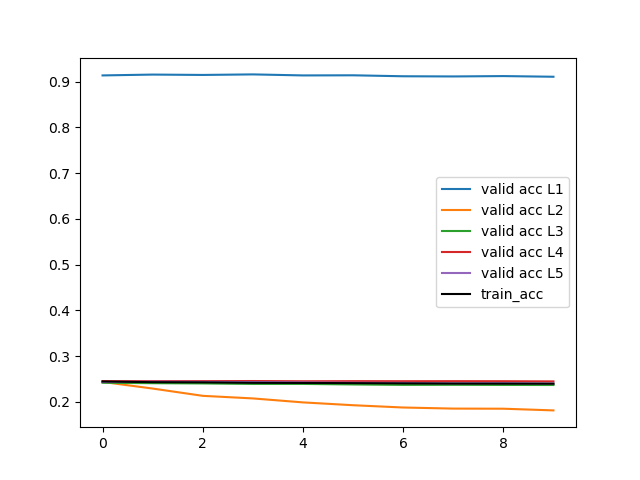 0.9
0.8
0.7
0.6
0.5
0.4
0.3
0.2
0 2 4 6 8
valid acc L1
valid acc L2
valid acc L3
valid acc L4
valid acc L5
train_acc